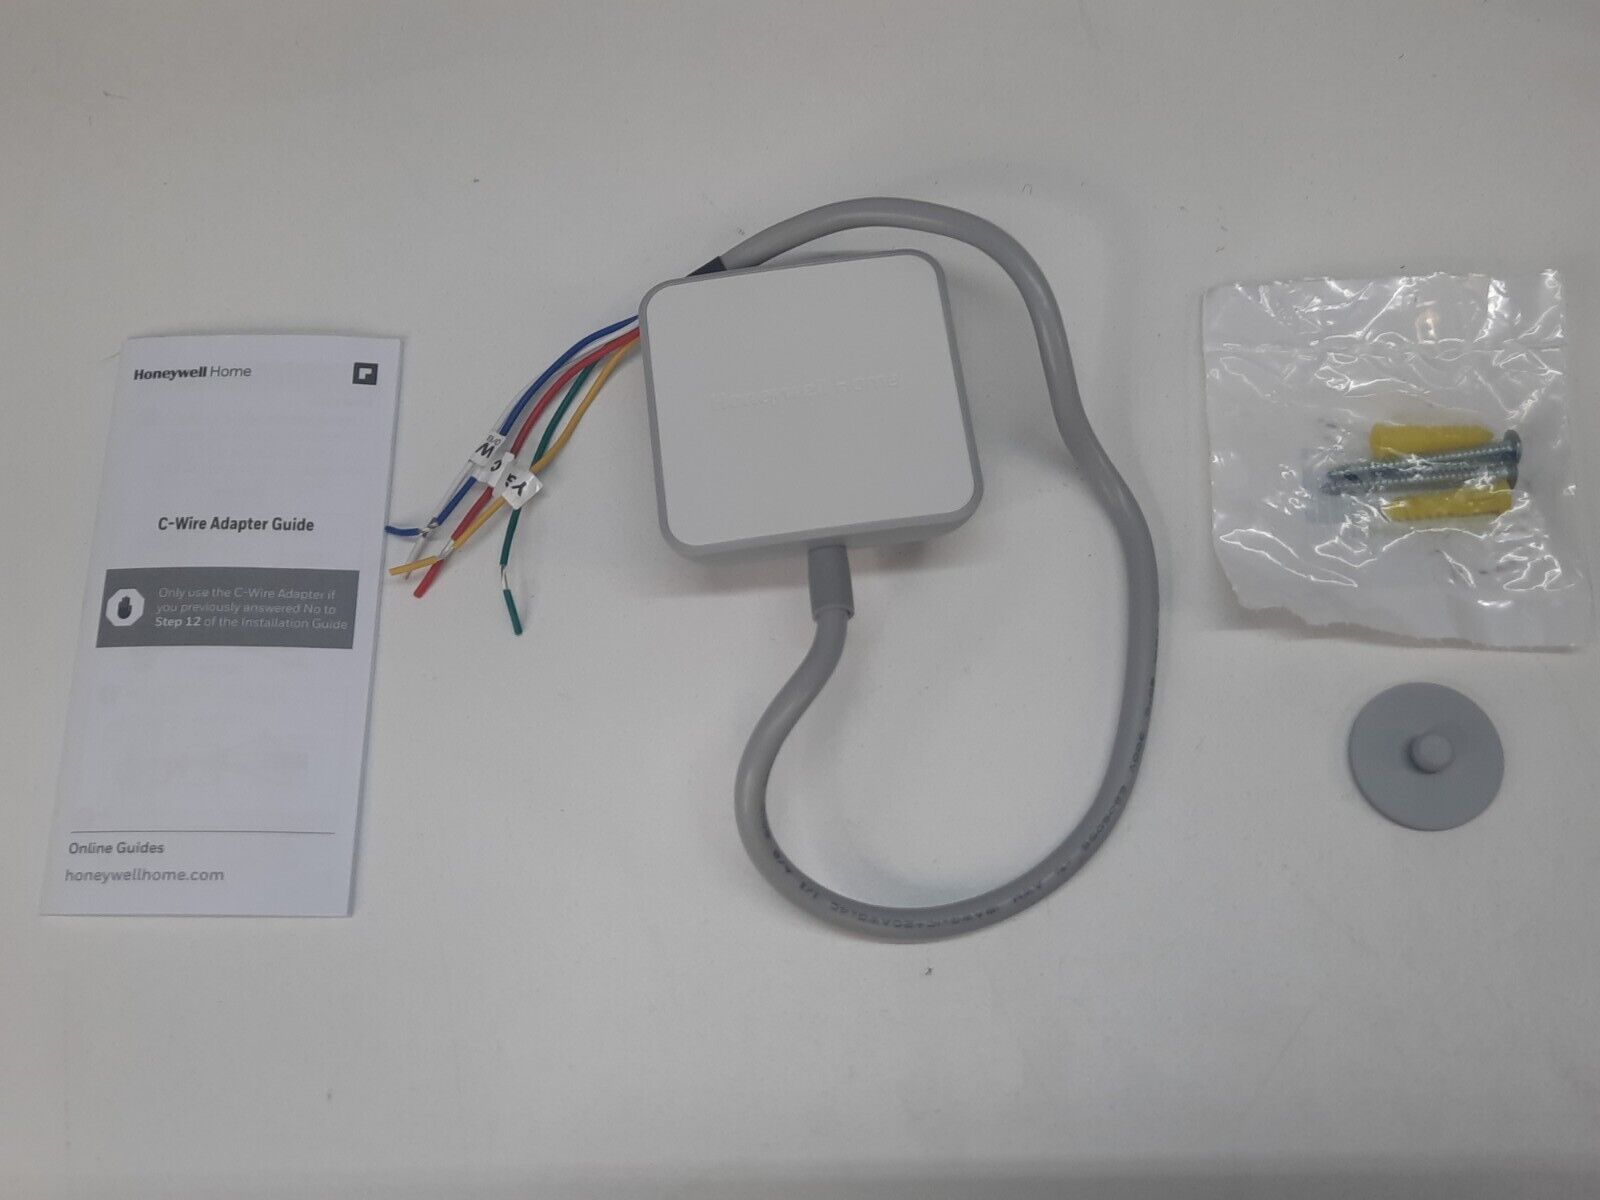 Honeywell Home
C-Wire Adapter Guide
Only use the C-Wire Adapter if
you previously answered No to
Step 12 of the Installation Guide
Online Guides
honeywellhome.com
W
C
Honeywell Home